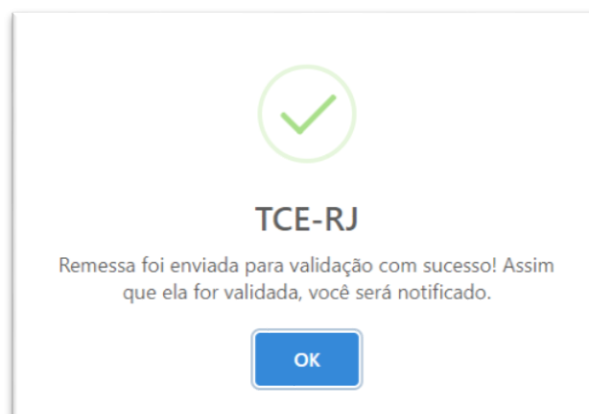 TCE-RJ
Remessa foi enviada para validação com sucesso! Assim
que ela for validada, você será notificado.
OK